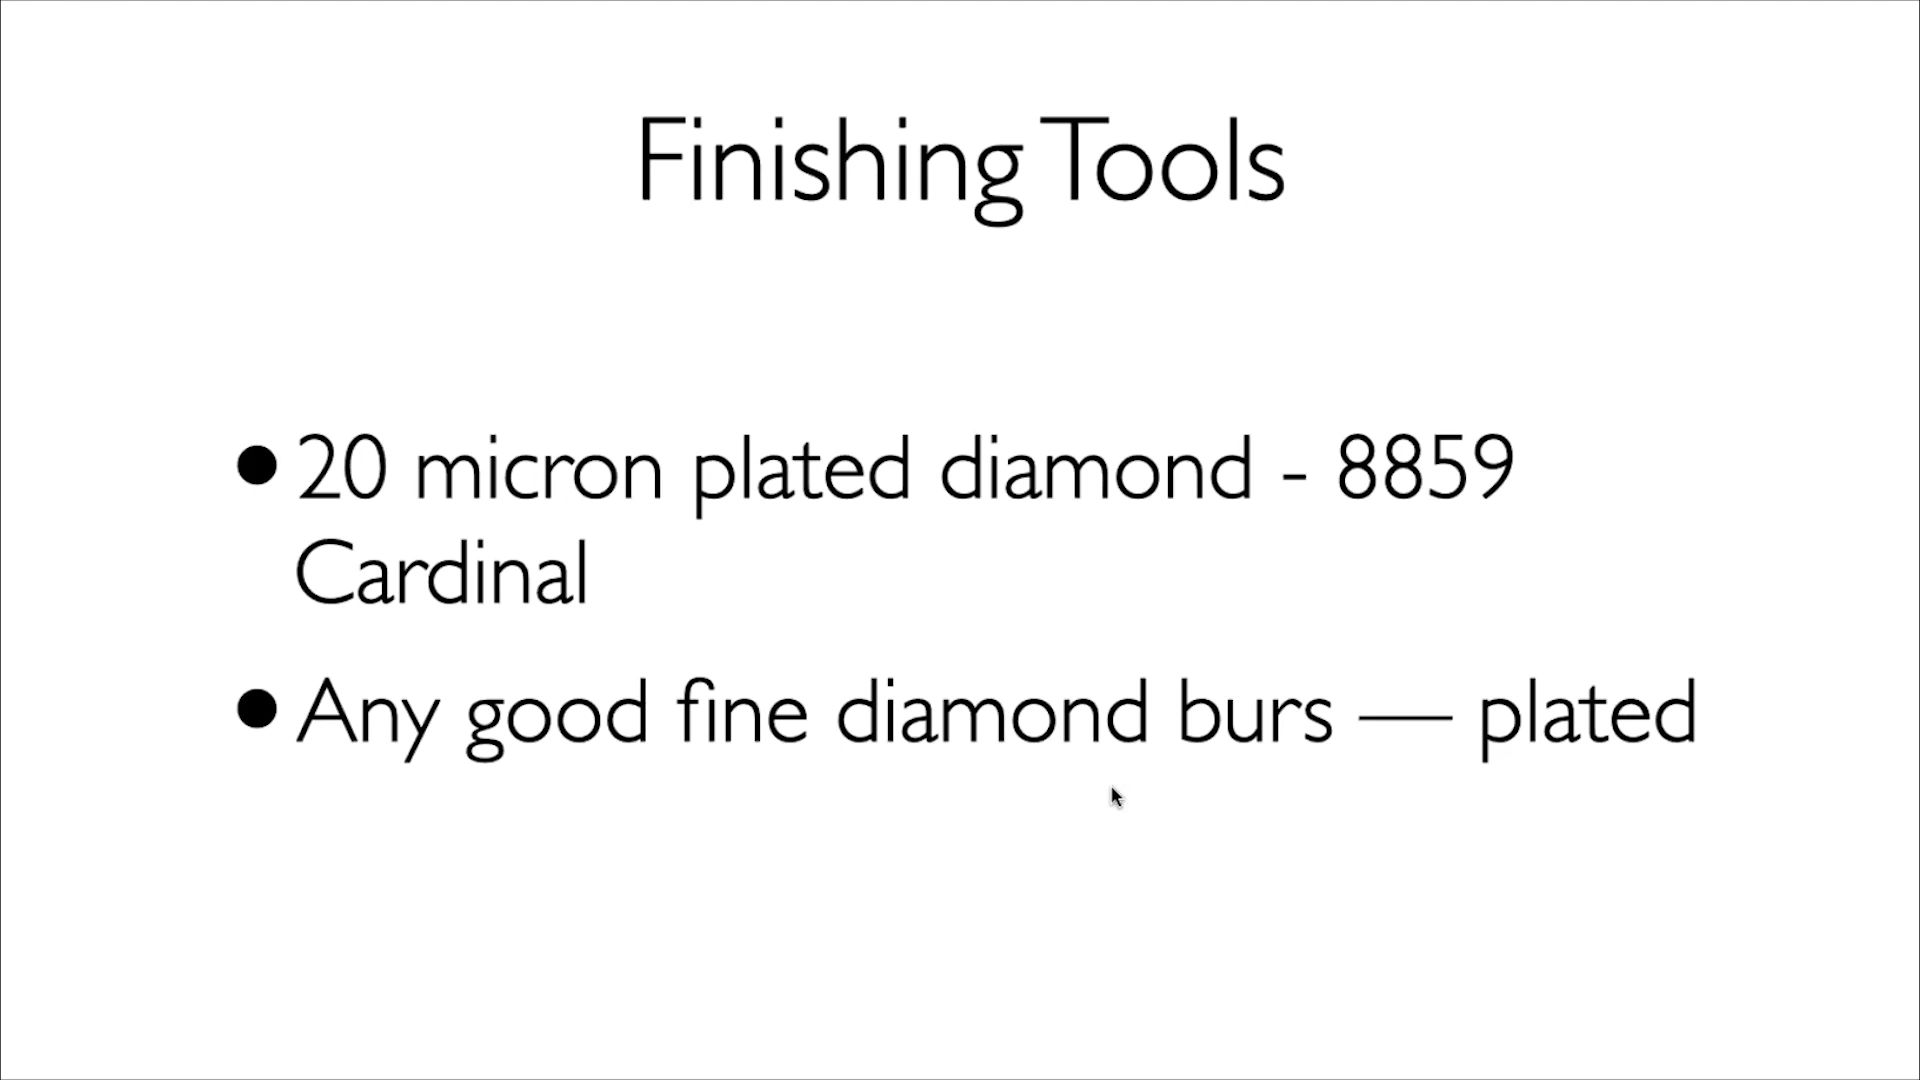 Finishing Tools
•20 micron plated diamond - 8859
Cardinal
•Any good fine diamond burs — plated